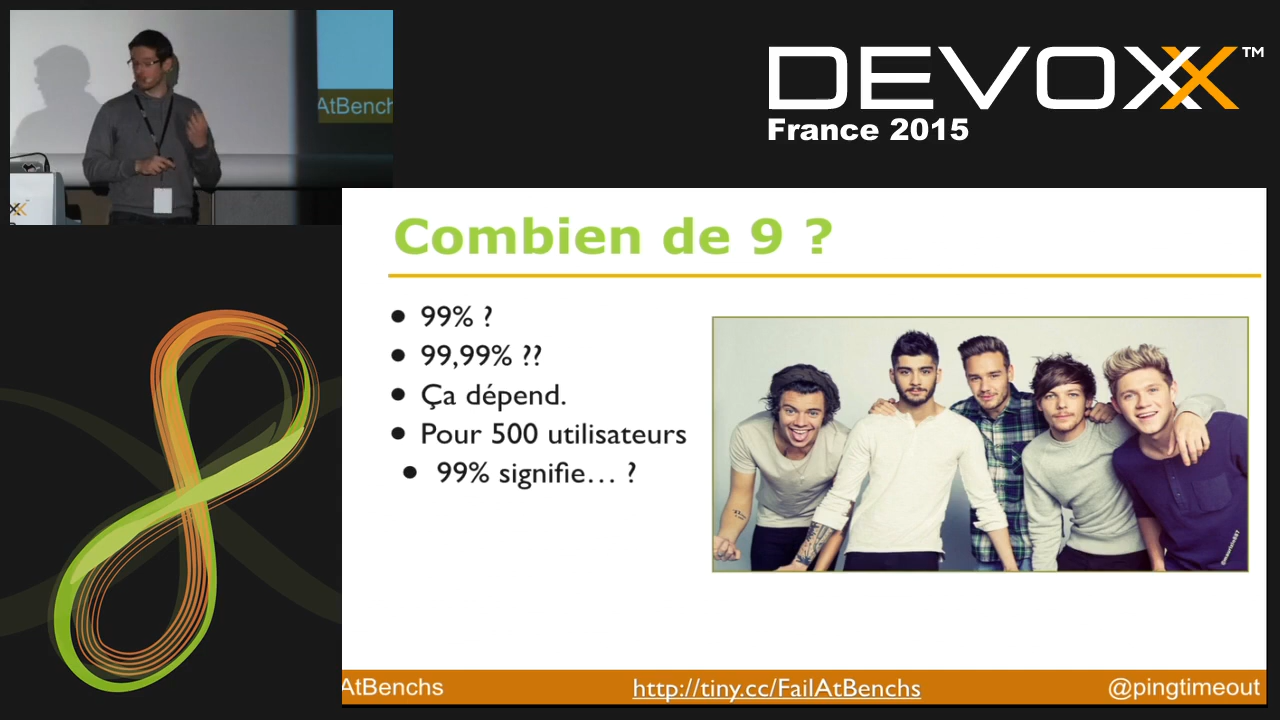 AtBench
DEVOXX™
France 2015
Combien de 9 ?
• 99% ?
• 99,99% ??
• Ça dépend.
• Pour 500 utilisateurs
• 99% signifie… ?
AtBenchs
http://tiny.cc/FailAtBenchs
@pingtimeout